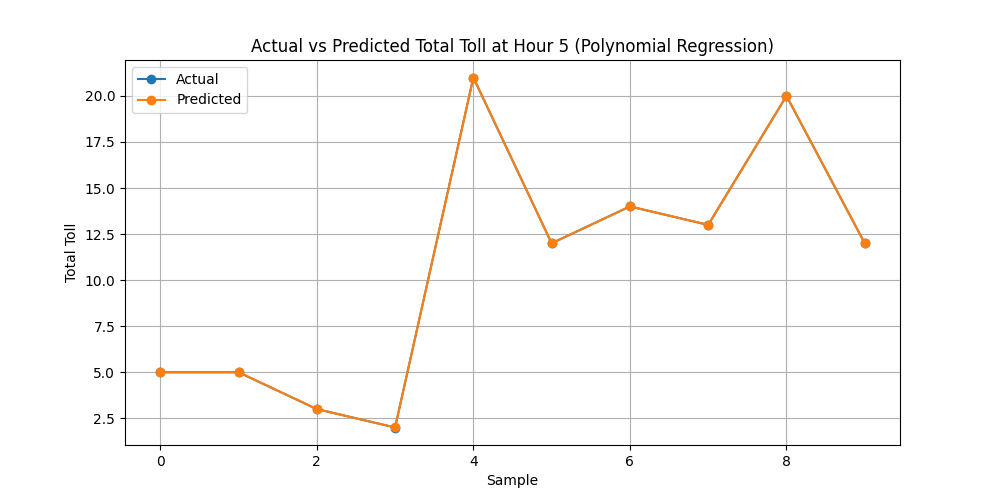 Actual vs Predicted Total Toll at Hour 5 (Polynomial Regression)
Actual
Predicted
20.0
17.5
15.0
12.5
10.0
7.5
5.0
2.5
Total Toll
0 2 4 6 8
Sample